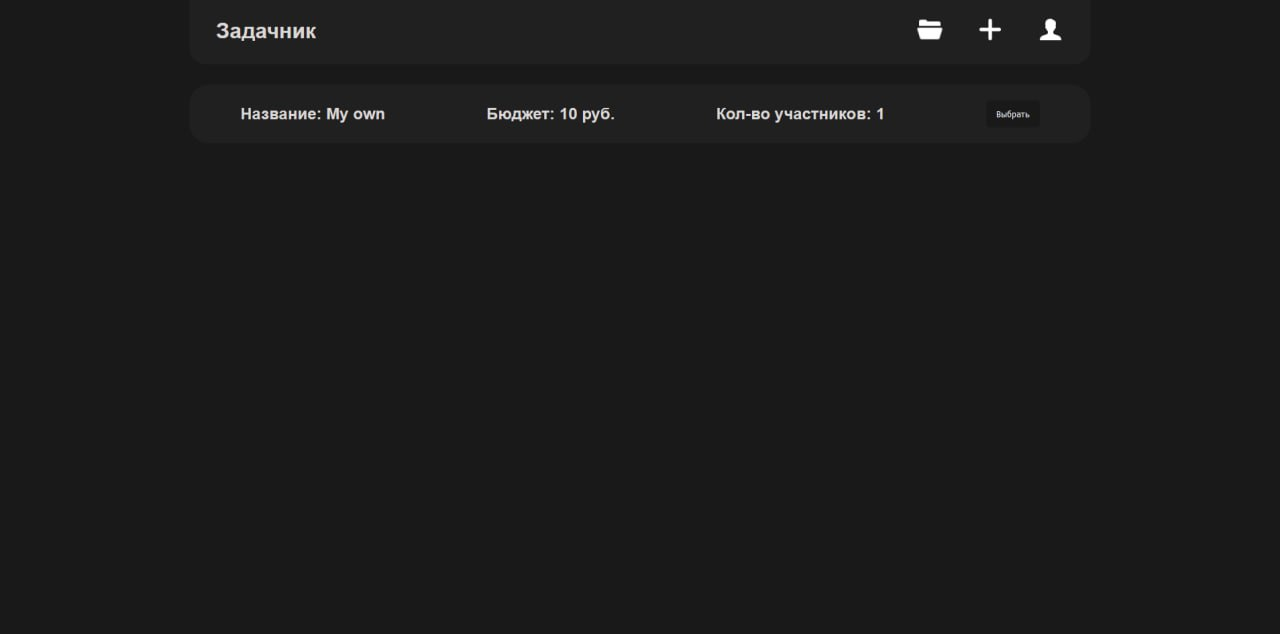 Задачник
Название: My own Бюджет: 10 руб. Кол-во участников: 1 Выбрать